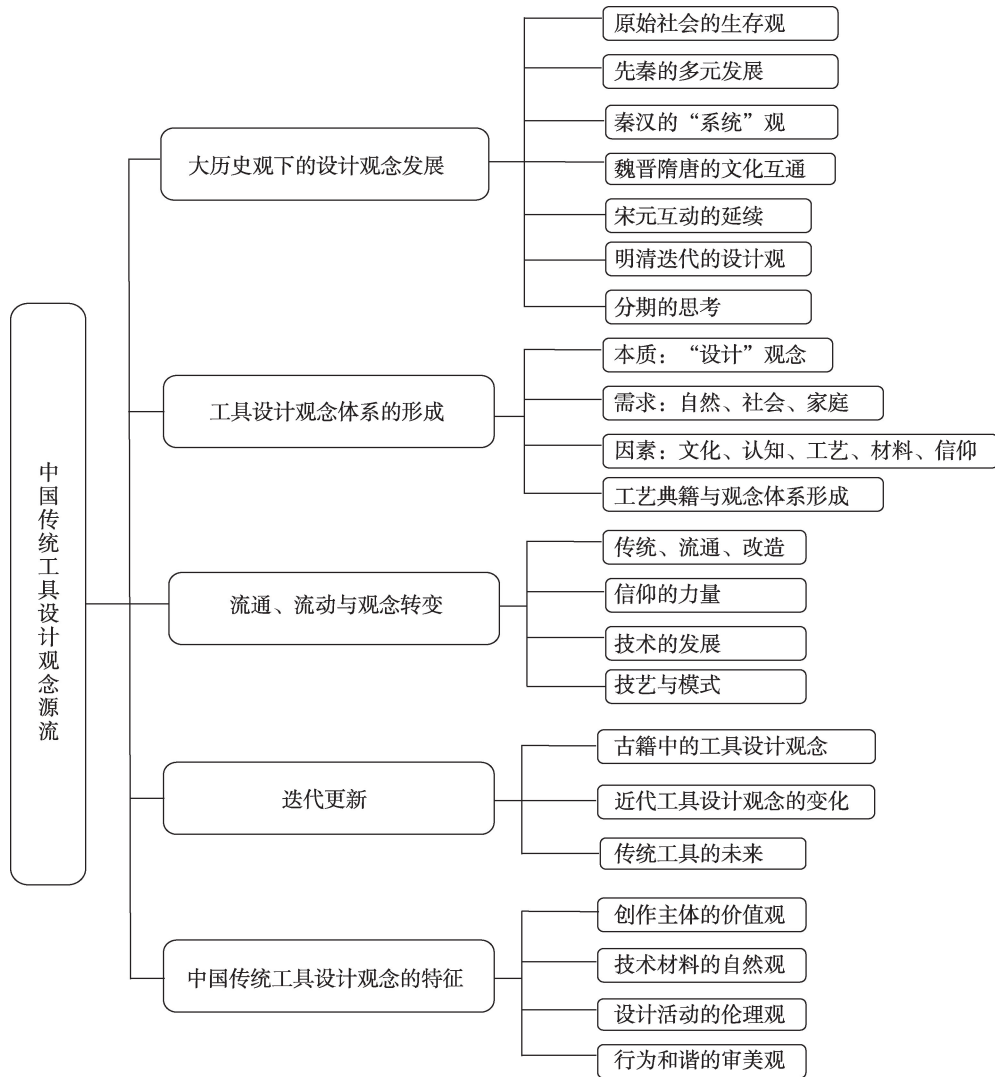 中国传统工具设计观念源流
大历史观下的设计观念发展
原始社会的生存观
先秦的多元发展
秦汉的“系统”观
魏晋隋唐的文化互通
宋元互动的延续
明清迭代的设计观
分期的思考
工具设计观念体系的形成
本质：“设计”观念
需求：自然、社会、家庭
因素：文化、认知、工艺、材料、信仰
工艺典籍与观念体系形成
流通、流动与观念转变
传统、流通、改造
信仰的力量
技术的发展
技艺与模式
迭代更新
古籍中的工具设计观念
近代工具设计观念的变化
传统工具的未来
中国传统工具设计观念的特征
创作主体的价值观
技术材料的自然观
设计活动的伦理观
行为和谐的审美观